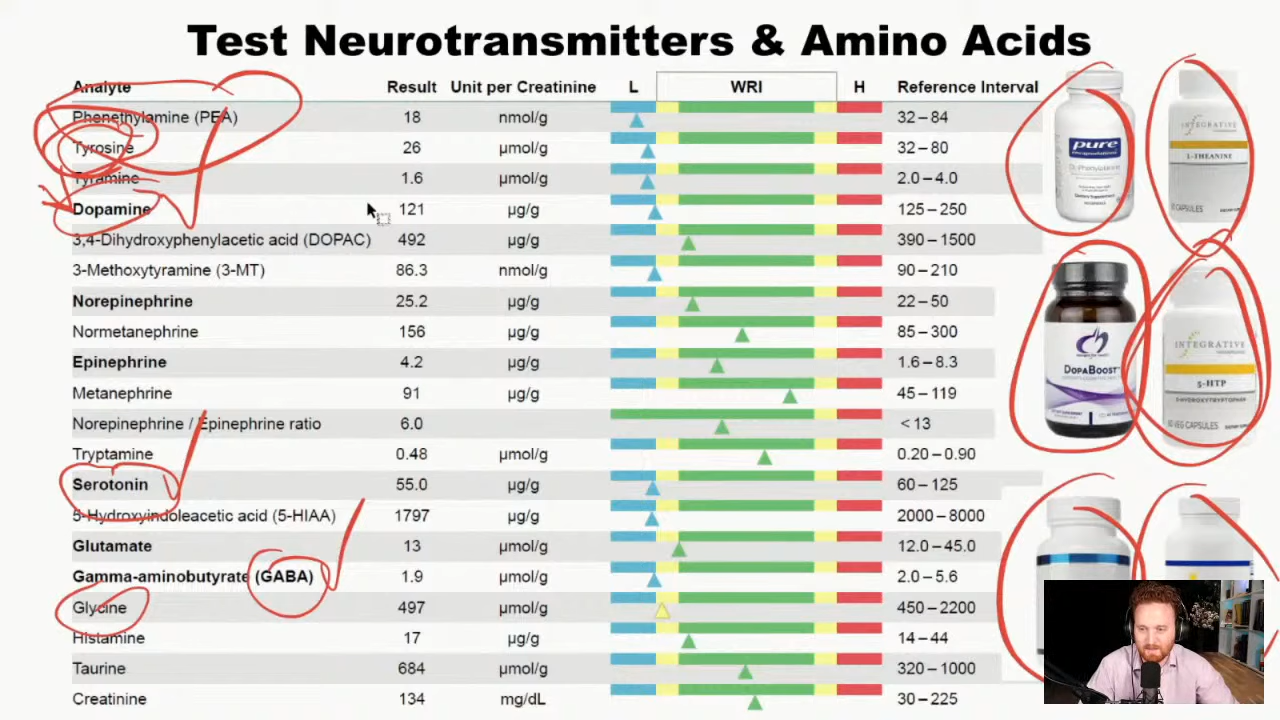 Test Neurotransmitters & Amino Acids
Analyte Result Unit per Creatinine L WRI H Reference Interval
Phenethylamine (PEA) 18 nmol/g 32 – 84
Tyrosine 26 µmol/g 32 – 80
Tyramine 6 µmol/g 2.0 – 4.0
Dopamine 121 µg/g 125 – 250
3,4-Dihydroxyphenylacetic acid (DOPAC) 492 µg/g 390 – 1500
3-Methoxytyramine (3-MT) 86.3 nmol/g 90 – 210
Norepinephrine 25.2 µg/g 22 – 50
Normetanephrine 156 µg/g 85 – 300
Epinephrine 4.2 µg/g 1.6 – 8.3
Metanephrine 91 µg/g 45 – 119
Norepinephrine / Epinephrine ratio 6.0 < 13
Tryptamine 0.48 µmol/g 0.20 – 0.90
Serotonin 55.0 µg/g 60 – 125
5-Hydroxyindoleacetic acid (5-HIAA) 1797 µg/g 2000 – 8000
Glutamate 13 µmol/g 12.0 – 45.0
Gamma-aminobutyrate (GABA) 1.9 µmol/g 2.0 – 5.6
Glycine 497 µmol/g 450 – 2200
Histamine 17 µg/g 14 – 44
Taurine 684 µmol/g 320 – 1000
Creatinine 134 mg/dL 30 – 225
pure
INTEGRATIVE
L-THEANINE
CAPSULES
DOPABOOST
INTEGRATIVE
5-HTP
5-HYDROXYTRYPTOPHAN
VEG CAPSULES